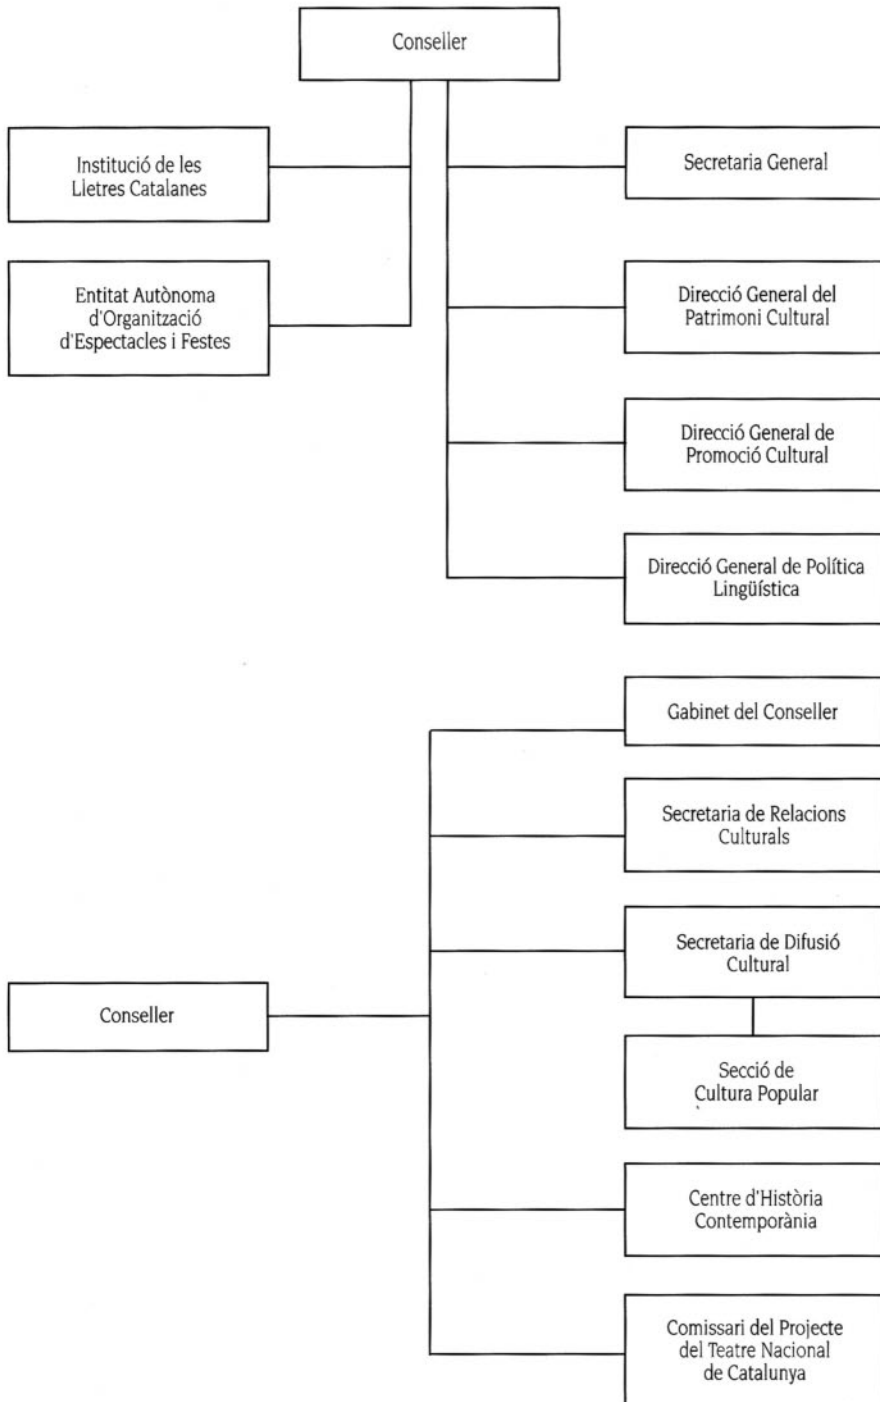 Conseller
Institució de les
Lletres Catalanes
Entitat Autònoma
d'Organització
d'Espectacles i Festes
Secretaria General
Direcció General del
Patrimoni Cultural
Direcció General de
Promoció Cultural
Direcció General de Política
Lingüística
Conseller
Gabinet del Conseller
Secretaria de Relacions
Culturals
Secretaria de Difusió
Cultural
Secció de
Cultura Popular
Centre d'Història
Contemporània
Comissari del Projecte
del Teatre Nacional
de Catalunya